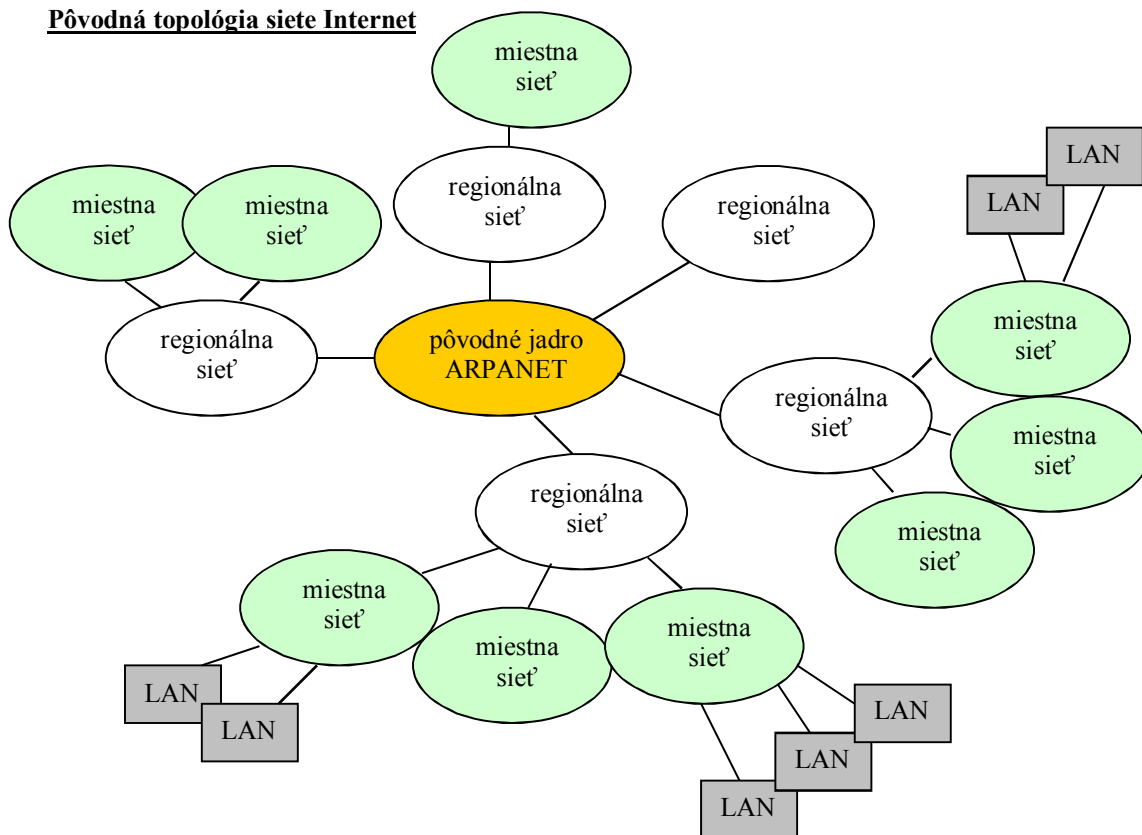 Pôvodná topológia siete Internet
miestna
sieť
LAN
LAN
regionálna
sieť
regionálna
sieť
miestna
sieť
miestna
sieť
regionálna
sieť
pôvodné jadro
ARPANET
miestna
sieť
regionálna
sieť
miestna
sieť
miestna
sieť
regionálna
sieť
miestna
sieť
miestna
sieť
miestna
sieť
LAN
LAN
LAN
LAN
LAN